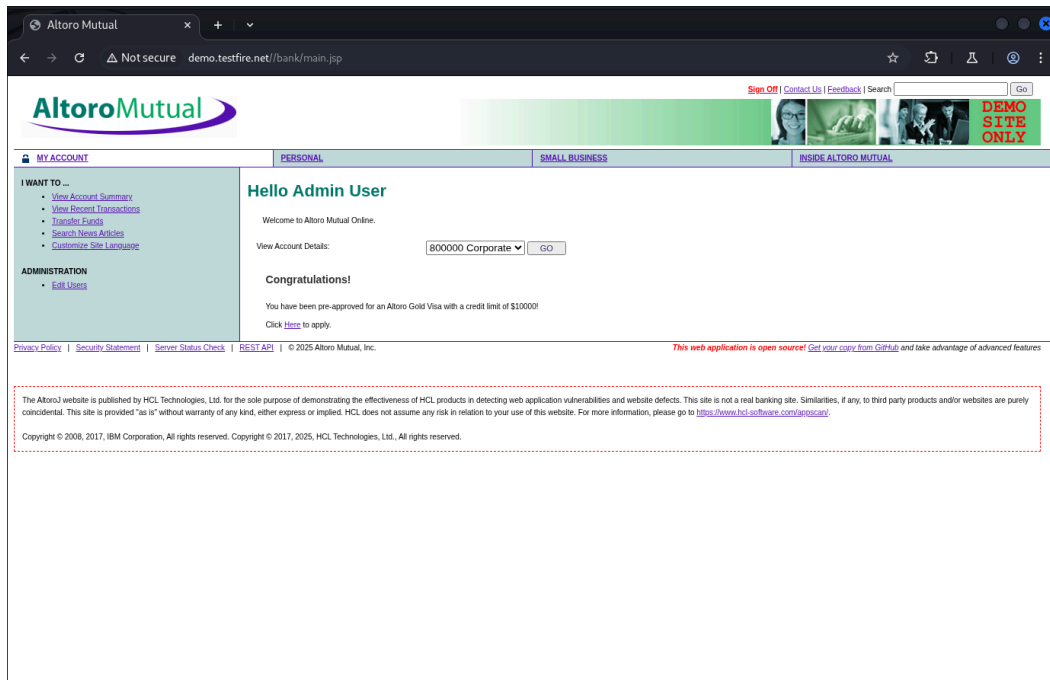 Altoro Mutual
Not secure demo.testfire.net//bank/main.jsp
Sign Off | Contact Us | Feedback | Search Go
AltoroMutual
DEMO
SITE
ONLY
MY ACCOUNT PERSONAL SMALL BUSINESS INSIDE ALTORO MUTUAL
I WANT TO ...
• View Account Summary
• View Recent Transactions
• Transfer Funds
• Search News Articles
• Customize Site Language
ADMINISTRATION
• Edit Users
Hello Admin User
Welcome to Altoro Mutual Online.
View Account Details: 800000 Corporate GO
Congratulations!
You have been pre-approved for an Altoro Gold Visa with a credit limit of $10000!
Click Here to apply.
Privacy Policy | Security Statement | Server Status Check | REST API | © 2025 Altoro Mutual, Inc. This web application is open source! Get your copy from GitHub and take advantage of advanced features
The AltoroJ website is published by HCL Technologies, Ltd. for the sole purpose of demonstrating the effectiveness of HCL products in detecting web application vulnerabilities and website defects. This site is not a real banking site. Similarities, if any, to third party products and/or websites are purely
coincidental. This site is provided "as is" without warranty of any kind, either express or implied. HCL does not assume any risk in relation to your use of this website. For more information, please go to https://www.hcl-software.com/appscan/.
Copyright © 2008, 2017, IBM Corporation, All rights reserved. Copyright © 2017, 2025, HCL Technologies, Ltd., All rights reserved.